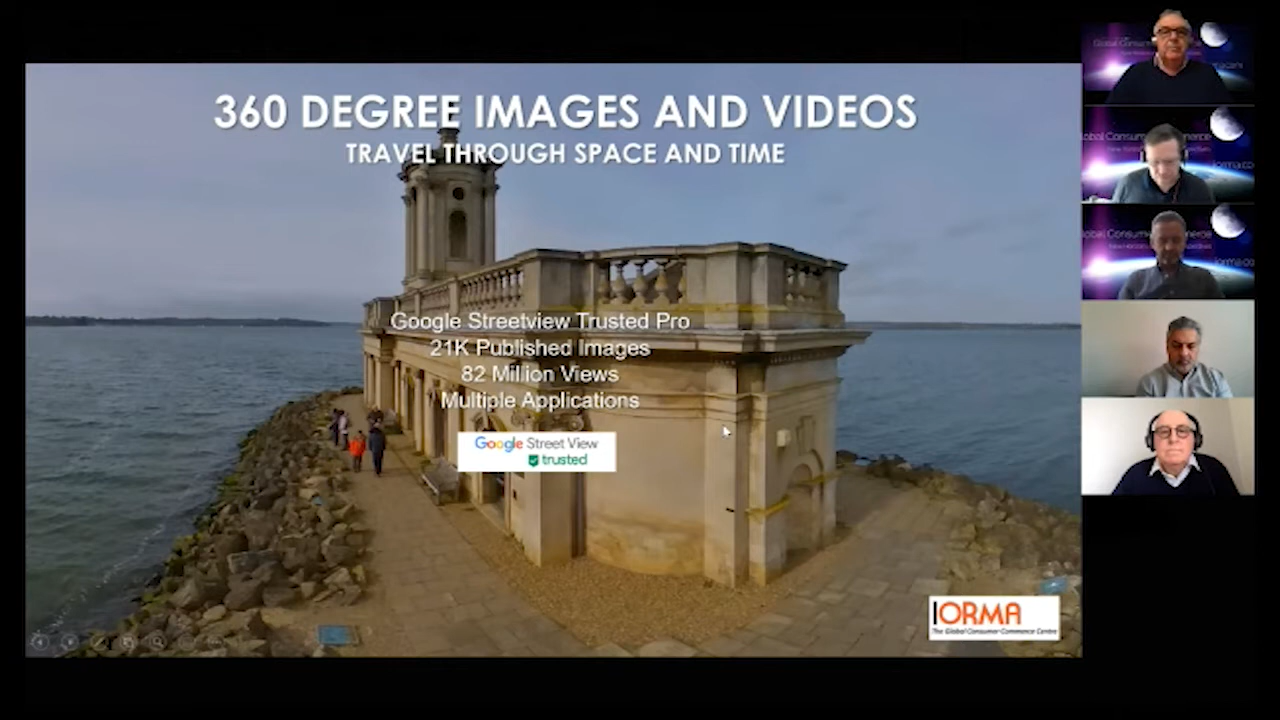 360 DEGREE IMAGES AND VIDEOS
TRAVEL THROUGH SPACE AND TIME
Google Streetview Trusted Pro
21K Published Images
82 Million Views
Multiple Applications
Google Street View
trusted
IORMA
The Global Consumer Commerce Centre